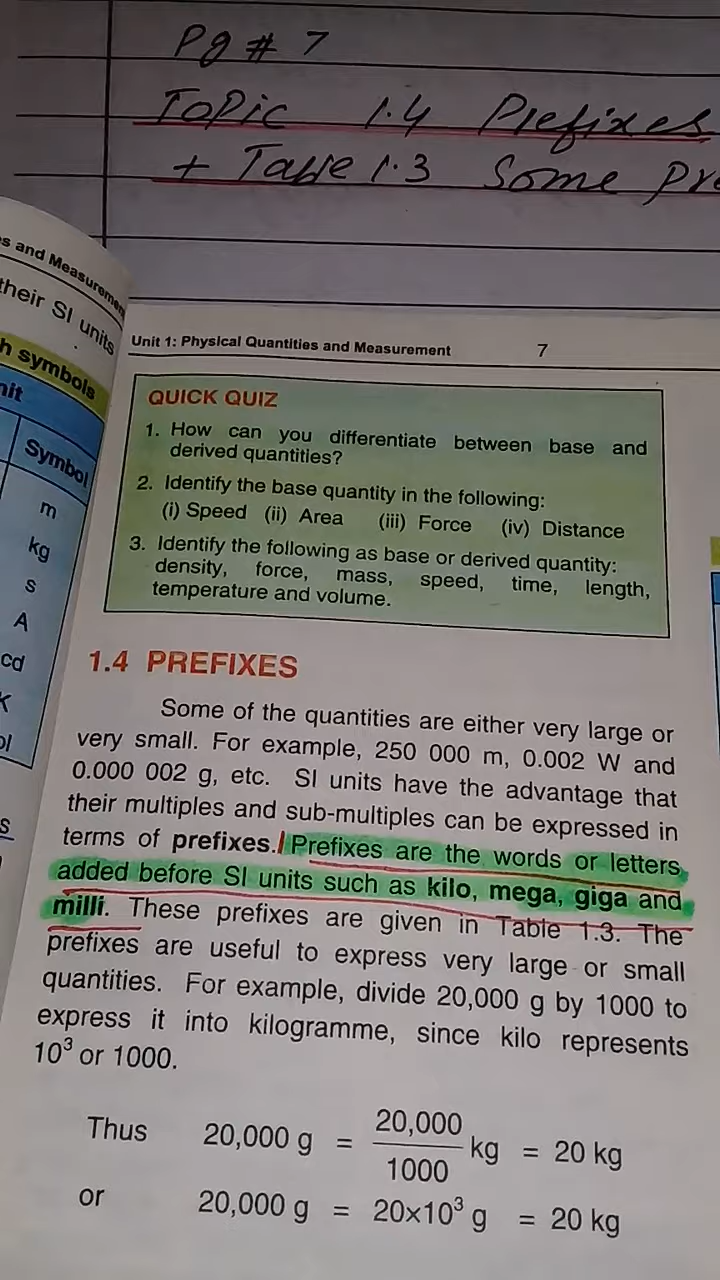 Pg # 7
Topic 1.4 Prefixes
+ Table 1.3 Some
s and Measurem
their SI units
h symbols
nit
Symbol
m
kg
s
A
cd
K
ol
Unit 1: Physical Quantities and Measurement 7
QUICK QUIZ
1. How can you differentiate between base and
derived quantities?
2. Identify the base quantity in the following:
(i) Speed (ii) Area (iii) Force (iv) Distance
3. Identify the following as base or derived quantity:
density, force, mass, speed, time, length,
temperature and volume.
1.4 PREFIXES
Some of the quantities are either very large or
very small. For example, 250 000 m, 0.002 W and
0.000 002 g, etc. SI units have the advantage that
their multiples and sub-multiples can be expressed in
terms of prefixes. Prefixes are the words or letters
added before SI units such as kilo, mega, giga and
milli. These prefixes are given in Table 1.3. The
prefixes are useful to express very large or small
quantities. For example, divide 20,000 g by 1000 to
express it into kilogramme, since kilo represents
10³ or 1000.
Thus 20,000 g = 20,000/1000 kg = 20 kg
or 20,000 g = 20×10³ g = 20 kg